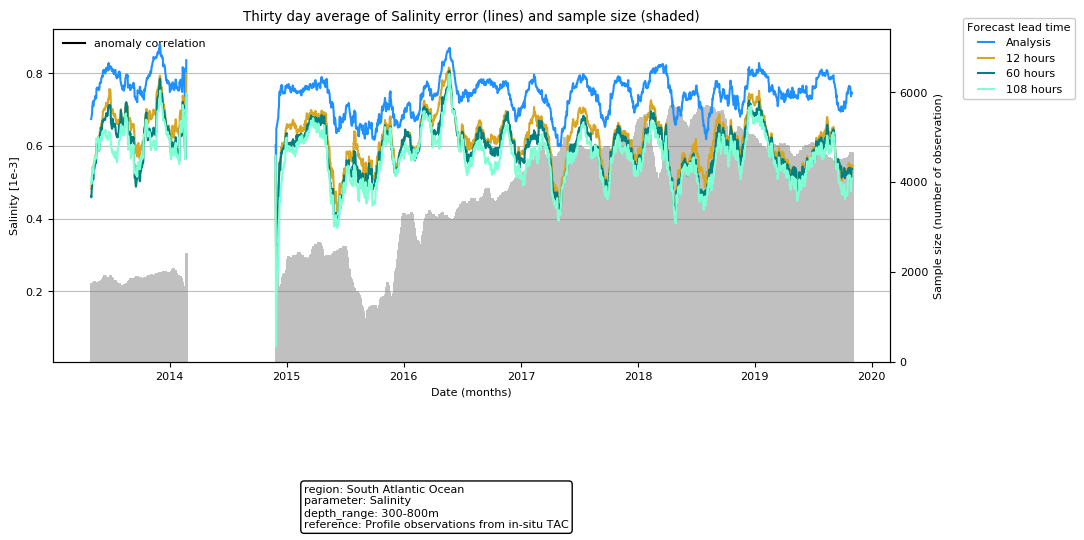 Thirty day average of Salinity error (lines) and sample size (shaded)
anomaly correlation
Forecast lead time
Analysis
12 hours
60 hours
108 hours
Salinity [1e-3]
0.8
0.6
0.4
0.2
Sample size (number of observation)
6000
4000
2000
0
2014
2015
2016
2017
2018
2019
2020
Date (months)
region: South Atlantic Ocean
parameter: Salinity
depth_range: 300-800m
reference: Profile observations from in-situ TAC